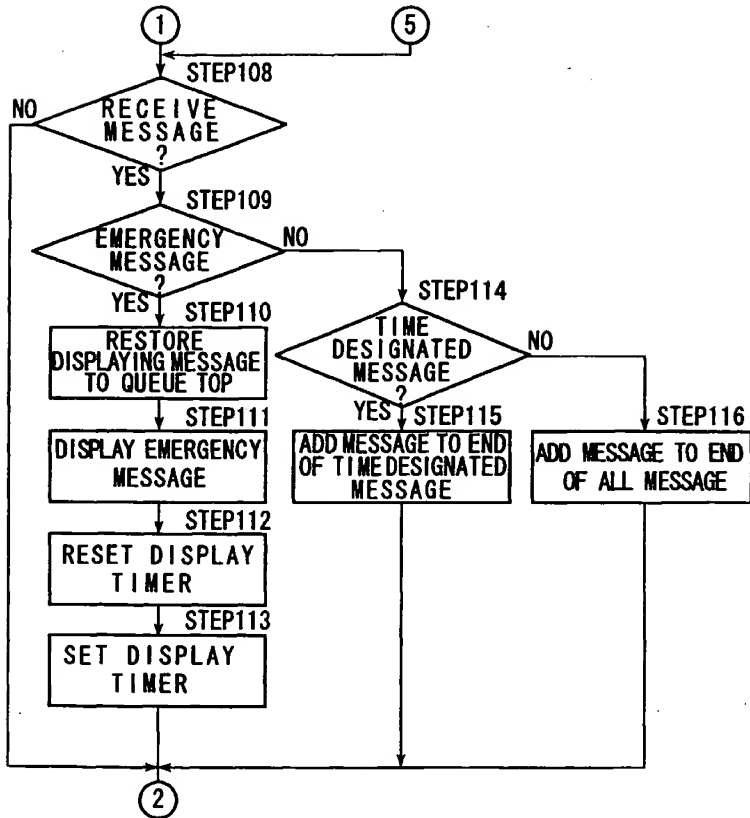 1
5
STEP108
NO
RECEIVE
MESSAGE
?
YES
STEP109
EMERGENCY
MESSAGE
?
NO
YES
STEP110
RESTORE
DISPLAYING MESSAGE
TO QUEUE TOP
STEP111
DISPLAY EMERGENCY
MESSAGE
STEP112
RESET DISPLAY
TIMER
STEP113
SET DISPLAY
TIMER
STEP114
TIME
DESIGNATED
MESSAGE
?
NO
YES
STEP115
ADD MESSAGE TO END
OF TIME DESIGNATED
MESSAGE
STEP116
ADD MESSAGE TO END
OF ALL MESSAGE
2